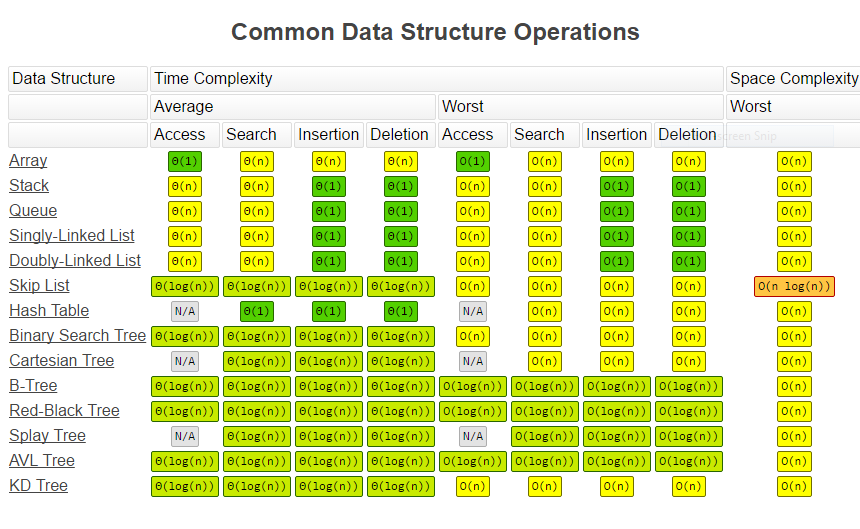 Common Data Structure Operations
Data Structure Time Complexity Space Complexity
Average Worst Worst
Access Search Insertion Deletion Access Search Insertion Deletion
Array Θ(1) Θ(n) Θ(n) Θ(n) O(1) O(n) O(n) O(n) O(n)
Stack Θ(n) Θ(n) Θ(1) Θ(1) O(n) O(n) O(1) O(1) O(n)
Queue Θ(n) Θ(n) Θ(1) Θ(1) O(n) O(n) O(1) O(1) O(n)
Singly-Linked List Θ(n) Θ(n) Θ(1) Θ(1) O(n) O(n) O(1) O(1) O(n)
Doubly-Linked List Θ(n) Θ(n) Θ(1) Θ(1) O(n) O(n) O(1) O(1) O(n)
Skip List Θ(log(n)) Θ(log(n)) Θ(log(n)) Θ(log(n)) O(n) O(n) O(n) O(n) O(n log(n))
Hash Table N/A Θ(1) Θ(1) Θ(1) N/A O(n) O(n) O(n) O(n)
Binary Search Tree Θ(log(n)) Θ(log(n)) Θ(log(n)) Θ(log(n)) O(n) O(n) O(n) O(n) O(n)
Cartesian Tree N/A Θ(log(n)) Θ(log(n)) Θ(log(n)) N/A O(n) O(n) O(n) O(n)
B-Tree Θ(log(n)) Θ(log(n)) Θ(log(n)) Θ(log(n)) O(log(n)) O(log(n)) O(log(n)) O(log(n)) O(n)
Red-Black Tree Θ(log(n)) Θ(log(n)) Θ(log(n)) Θ(log(n)) O(log(n)) O(log(n)) O(log(n)) O(log(n)) O(n)
Splay Tree N/A Θ(log(n)) Θ(log(n)) Θ(log(n)) N/A O(log(n)) O(log(n)) O(log(n)) O(n)
AVL Tree Θ(log(n)) Θ(log(n)) Θ(log(n)) Θ(log(n)) O(log(n)) O(log(n)) O(log(n)) O(log(n)) O(n)
KD Tree Θ(log(n)) Θ(log(n)) Θ(log(n)) Θ(log(n)) O(n) O(n) O(n) O(n) O(n)